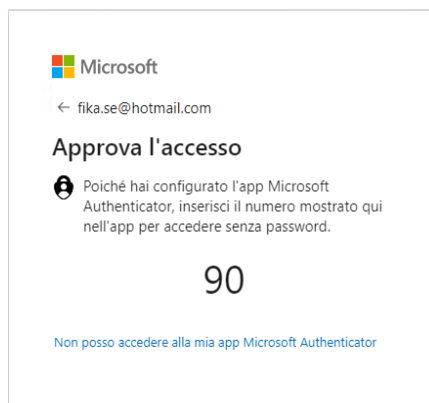 Microsoft
← fika.se@hotmail.com
Approva l'accesso
Poiché hai configurato l'app Microsoft
Authenticator, inserisci il numero mostrato qui
nell'app per accedere senza password.
90
Non posso accedere alla mia app Microsoft Authenticator